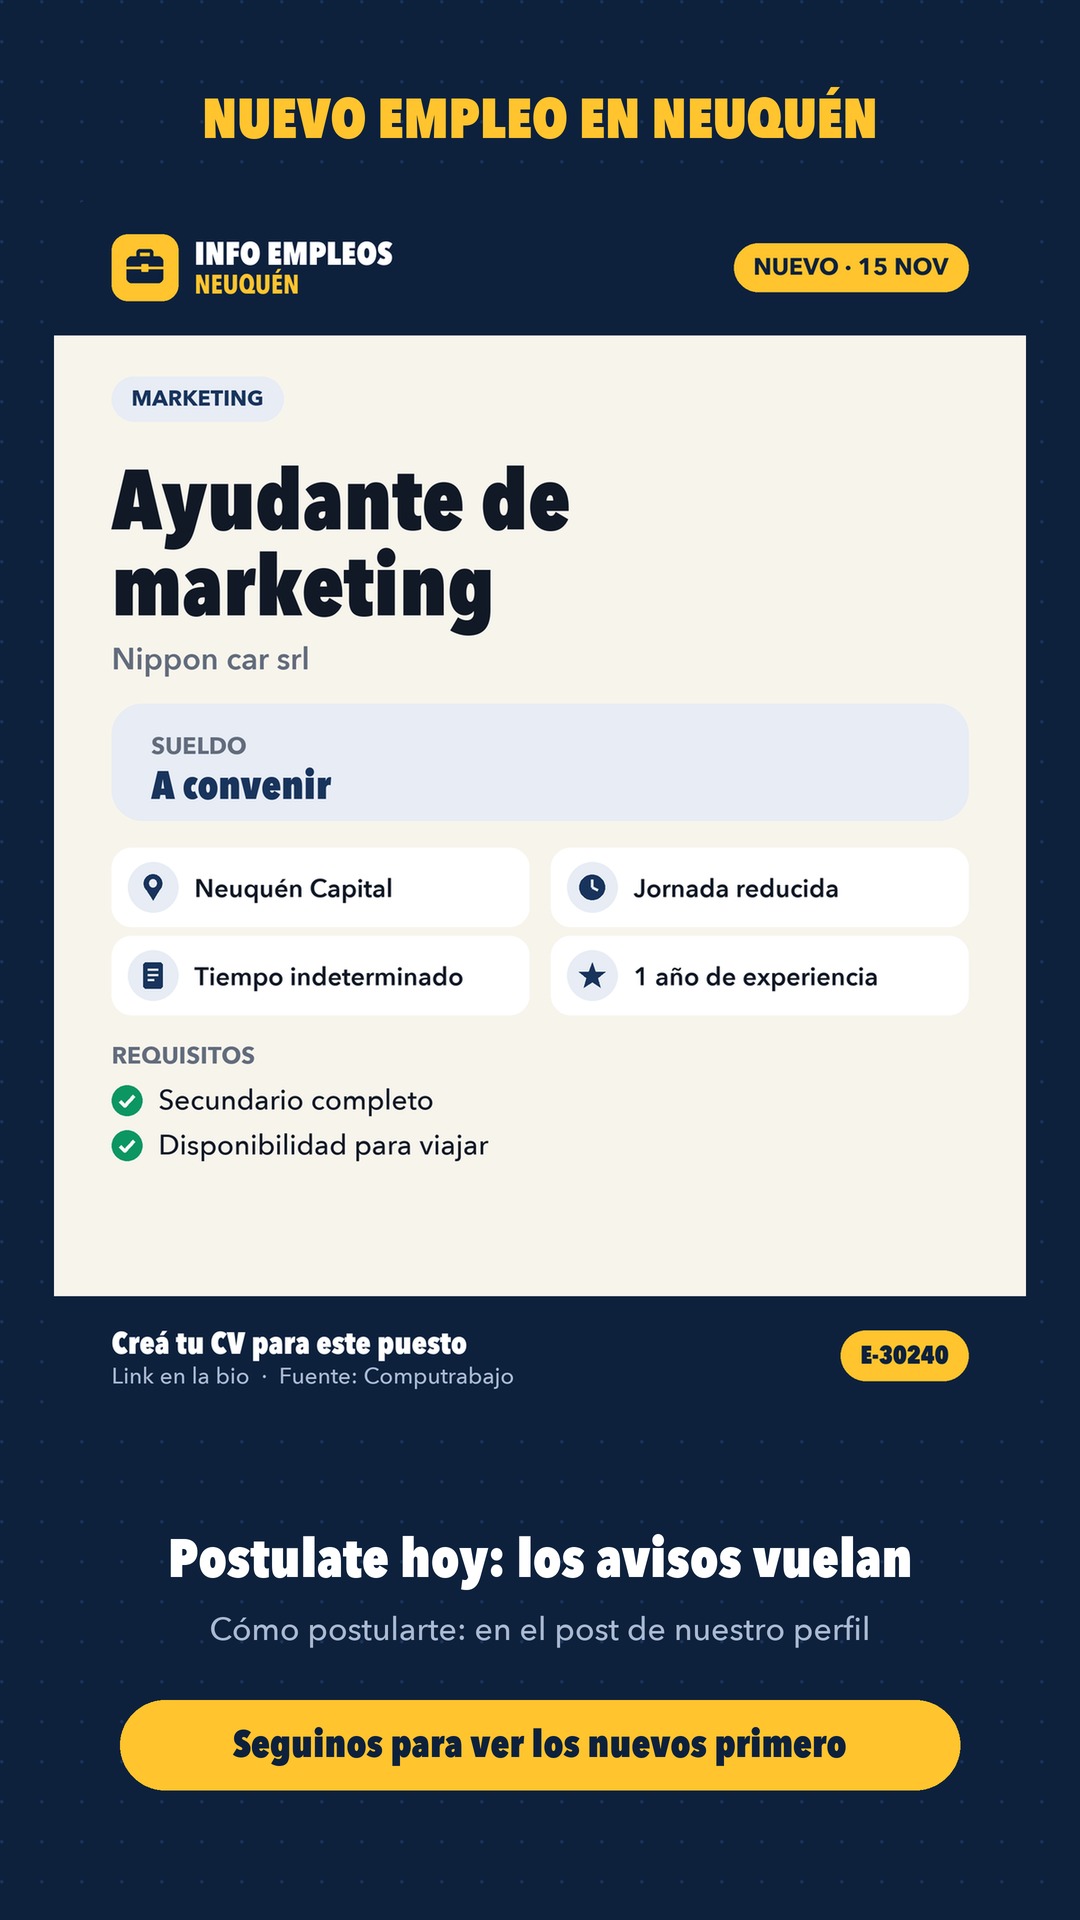 NUEVO EMPLEO EN NEUQUÉN
INFO EMPLEOS
NEUQUÉN
NUEVO · 15 NOV
MARKETING
Ayudante de
marketing
Nippon car srl
SUELDO
A convenir
Neuquén Capital
Jornada reducida
Tiempo indeterminado
1 año de experiencia
REQUISITOS
Secundario completo
Disponibilidad para viajar
Creá tu CV para este puesto
Link en la bio · Fuente: Computrabajo
E-30240
Postulate hoy: los avisos vuelan
Cómo postularte: en el post de nuestro perfil
Seguinos para ver los nuevos primero